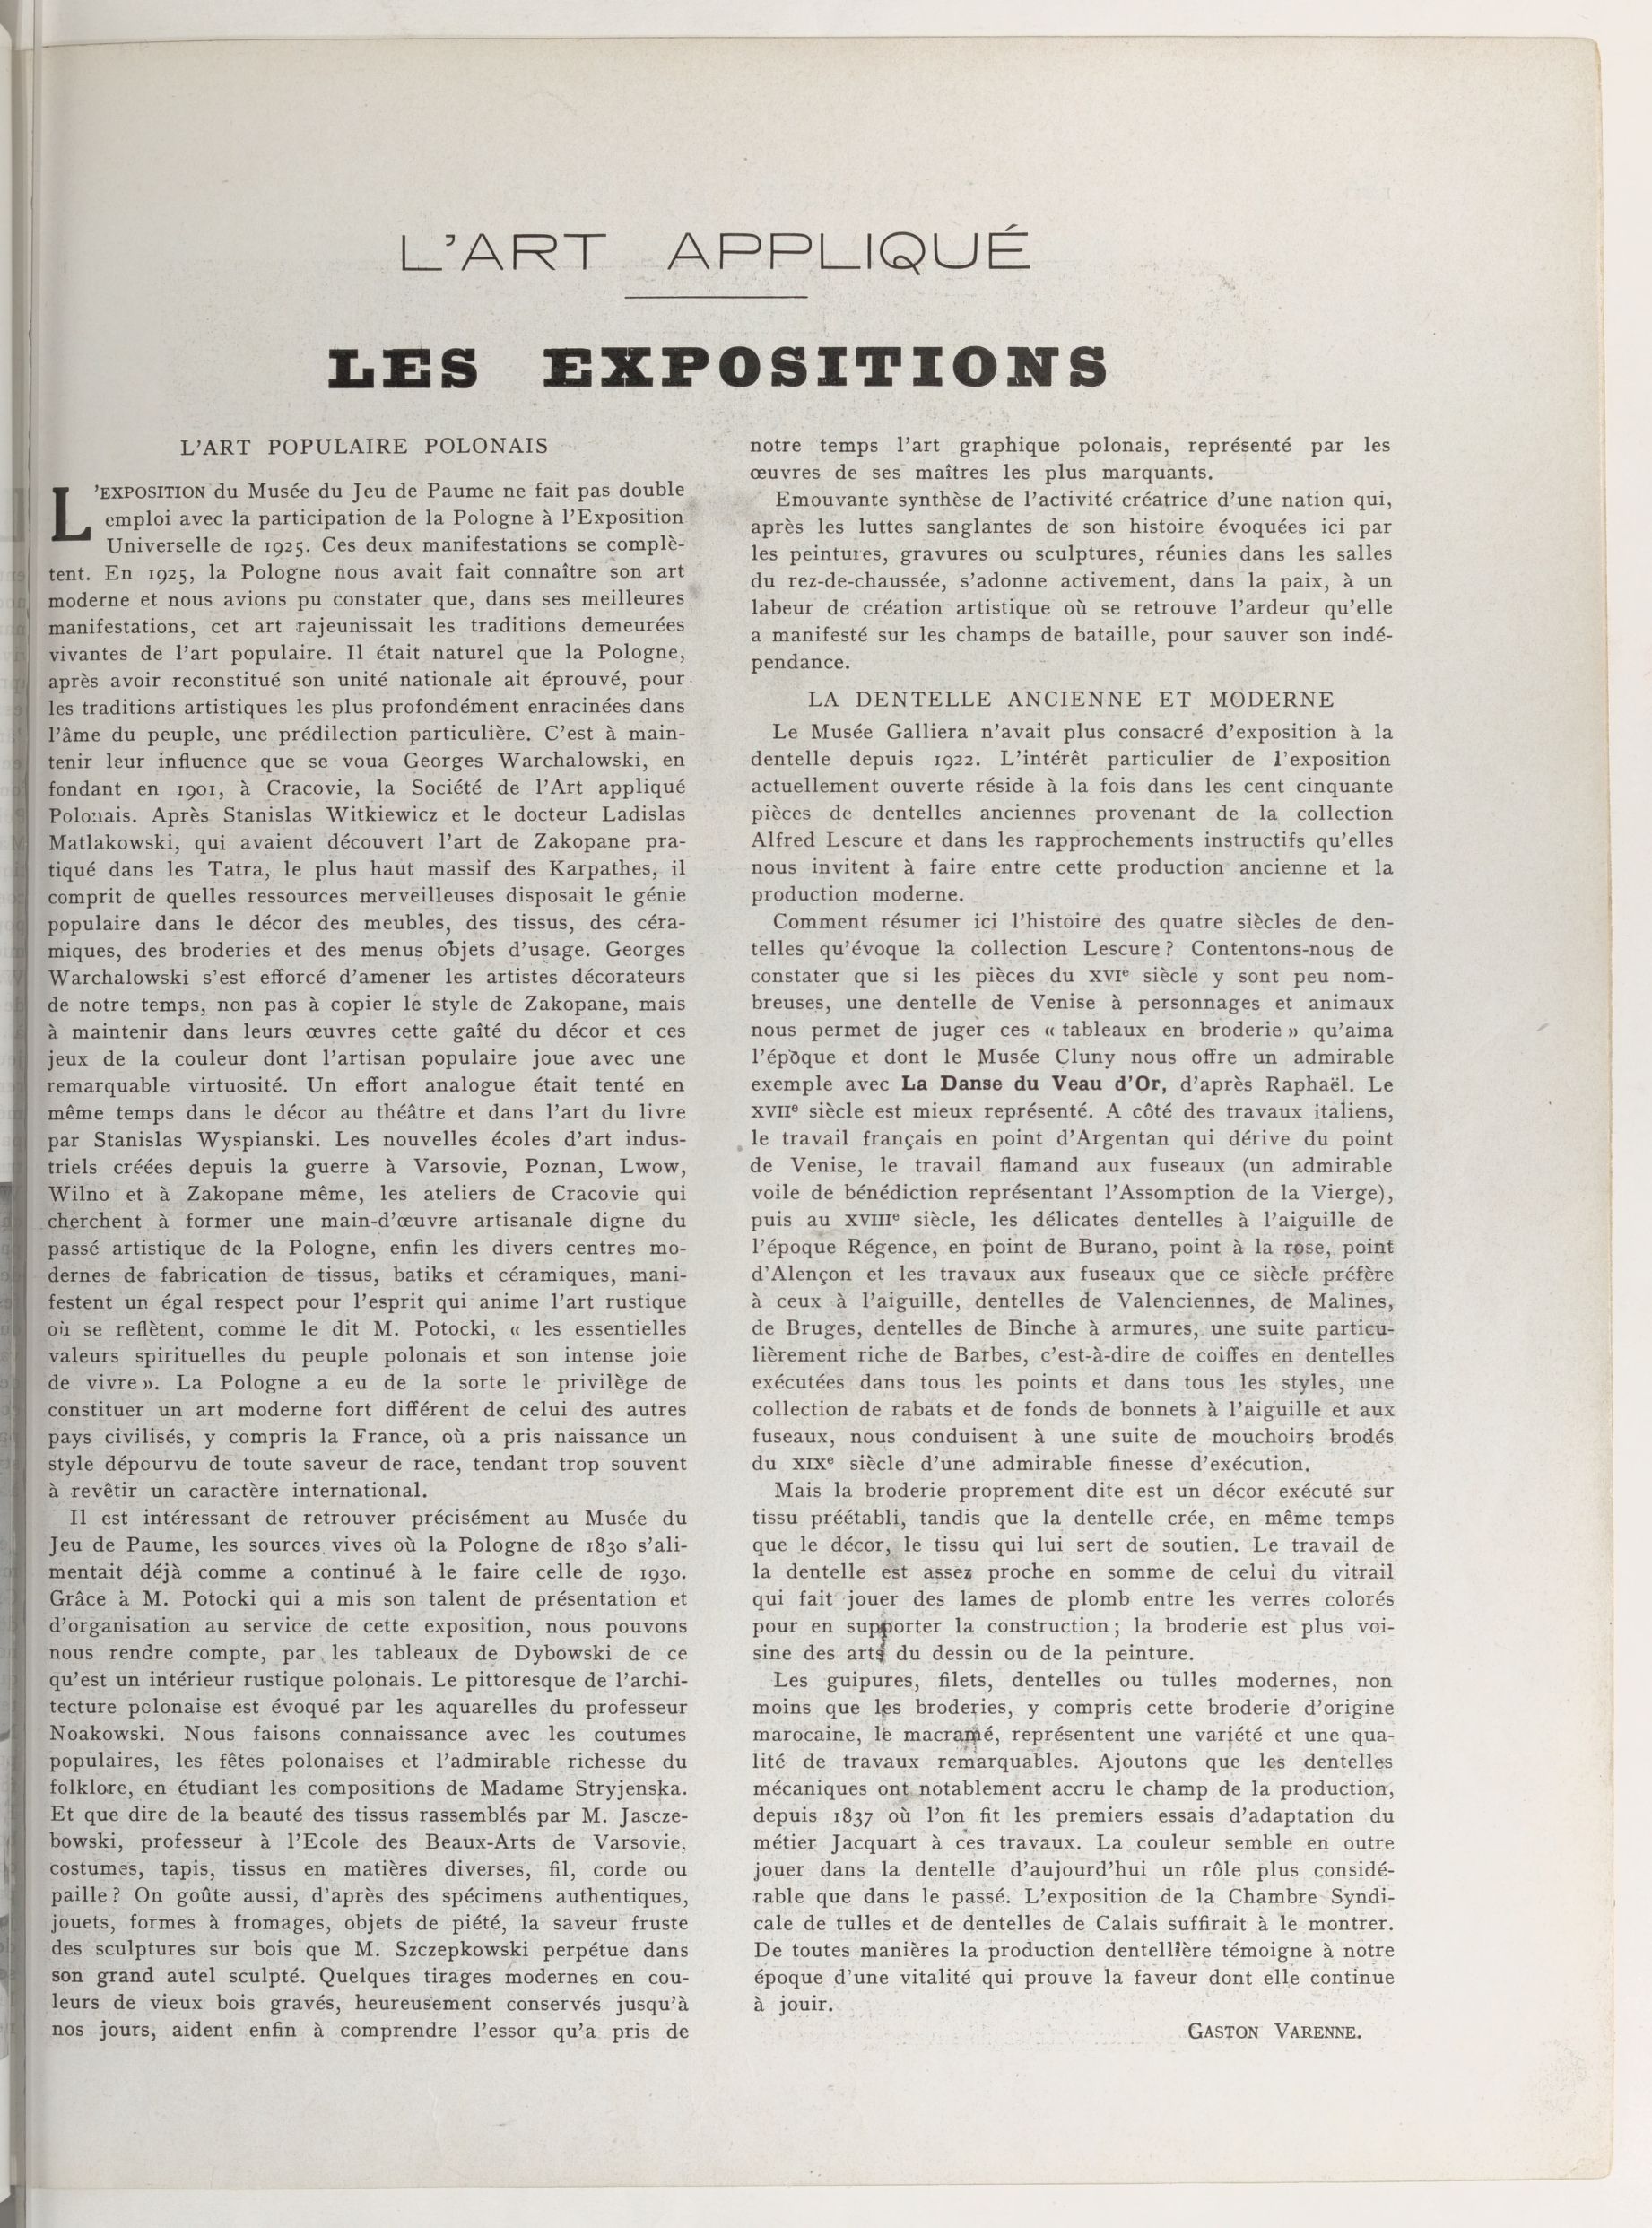 L'ART APPLIQUÉ
LES EXPOSITIONS
L'ART POPULAIRE POLONAIS
L'EXPOSITION du Musée du Jeu de Paume ne fait pas double
emploi avec la participation de la Pologne à l'Exposition
Universelle de 1925. Ces deux manifestations se complè-
tent. En 1925, la Pologne nous avait fait connaître son art
moderne et nous avions pu constater que, dans ses meilleures
manifestations, cet art rajeunissait les traditions demeurées
vivantes de l'art populaire. Il était naturel que la Pologne,
après avoir reconstitué son unité nationale ait éprouvé, pour
les traditions artistiques les plus profondément enracinées dans
l'âme du peuple, une prédilection particulière. C'est à main-
tenir leur influence que se voua Georges Warchalowski, en
fondant en 1901, à Cracovie, la Société de l'Art appliqué
Polonais. Après Stanislas Witkiewicz et le docteur Ladislas
Matlakowski, qui avaient découvert l'art de Zakopane pra-
tiqué dans les Tatra, le plus haut massif des Karpathes, il
comprit de quelles ressources merveilleuses disposait le génie
populaire dans le décor des meubles, des tissus, des céra-
miques, des broderies et des menus objets d'usage. Georges
Warchalowski s'est efforcé d'amener les artistes décorateurs
de notre temps, non pas à copier le style de Zakopane, mais
à maintenir dans leurs œuvres cette gaîté du décor et ces
jeux de la couleur dont l'artisan populaire joue avec une
remarquable virtuosité. Un effort analogue était tenté en
même temps dans le décor au théâtre et dans l'art du livre
par Stanislas Wyspianski. Les nouvelles écoles d'art indus-
triels créées depuis la guerre à Varsovie, Poznan, Lwow,
Wilno et à Zakopane même, les ateliers de Cracovie qui
cherchent à former une main-d'œuvre artisanale digne du
passé artistique de la Pologne, enfin les divers centres mo-
dernes de fabrication de tissus, batiks et céramiques, mani-
festent un égal respect pour l'esprit qui anime l'art rustique
où se reflètent, comme le dit M. Potocki, « les essentielles
valeurs spirituelles du peuple polonais et son intense joie
de vivre ». La Pologne a eu de la sorte le privilège de
constituer un art moderne fort différent de celui des autres
pays civilisés, y compris la France, où a pris naissance un
style dépourvu de toute saveur de race, tendant trop souvent
à revêtir un caractère international.
Il est intéressant de retrouver précisément au Musée du
Jeu de Paume, les sources vives où la Pologne de 1830 s'ali-
mentait déjà comme a continué à le faire celle de 1930.
Grâce à M. Potocki qui a mis son talent de présentation et
d'organisation au service de cette exposition, nous pouvons
nous rendre compte, par les tableaux de Dybowski de ce
qu'est un intérieur rustique polonais. Le pittoresque de l'archi-
tecture polonaise est évoqué par les aquarelles du professeur
Noakowski. Nous faisons connaissance avec les coutumes
populaires, les fêtes polonaises et l'admirable richesse du
folklore, en étudiant les compositions de Madame Stryjenska.
Et que dire de la beauté des tissus rassemblés par M. Jascze-
bowski, professeur à l'Ecole des Beaux-Arts de Varsovie,
costumes, tapis, tissus en matières diverses, fil, corde ou
paille ? On goûte aussi, d'après des spécimens authentiques,
jouets, formes à fromages, objets de piété, la saveur fruste
des sculptures sur bois que M. Szczepkowski perpétue dans
son grand autel sculpté. Quelques tirages modernes en cou-
leurs de vieux bois gravés, heureusement conservés jusqu'à
nos jours, aident enfin à comprendre l'essor qu'a pris de
notre temps l'art graphique polonais, représenté par les
œuvres de ses maîtres les plus marquants.
Emouvante synthèse de l'activité créatrice d'une nation qui,
après les luttes sanglantes de son histoire évoquées ici par
les peintures, gravures ou sculptures, réunies dans les salles
du rez-de-chaussée, s'adonne activement, dans la paix, à un
labeur de création artistique où se retrouve l'ardeur qu'elle
a manifesté sur les champs de bataille, pour sauver son indé-
pendance.
LA DENTELLE ANCIENNE ET MODERNE
Le Musée Galliera n'avait plus consacré d'exposition à la
dentelle depuis 1922. L'intérêt particulier de l'exposition
actuellement ouverte réside à la fois dans les cent cinquante
pièces de dentelles anciennes provenant de la collection
Alfred Lescure et dans les rapprochements instructifs qu'elles
nous invitent à faire entre cette production ancienne et la
production moderne.
Comment résumer ici l'histoire des quatre siècles de den-
telles qu'évoque la collection Lescure ? Contentons-nous de
constater que si les pièces du XVIe siècle y sont peu nom-
breuses, une dentelle de Venise à personnages et animaux
nous permet de juger ces « tableaux en broderie » qu'aima
l'époque et dont le Musée Cluny nous offre un admirable
exemple avec La Danse du Veau d'Or, d'après Raphaël. Le
XVIIe siècle est mieux représenté. A côté des travaux italiens,
le travail français en point d'Argentan qui dérive du point
de Venise, le travail flamand aux fuseaux (un admirable
voile de bénédiction représentant l'Assomption de la Vierge),
puis au XVIIIe siècle, les délicates dentelles à l'aiguille de
l'époque Régence, en point de Burano, point à la rose, point
d'Alençon et les travaux aux fuseaux que ce siècle préfère
à ceux à l'aiguille, dentelles de Valenciennes, de Malines,
de Bruges, dentelles de Binche à armures, une suite particu-
lièrement riche de Barbes, c'est-à-dire de coiffes en dentelles
exécutées dans tous les points et dans tous les styles, une
collection de rabats et de fonds de bonnets à l'aiguille et aux
fuseaux, nous conduisent à une suite de mouchoirs brodés
du XIXe siècle d'une admirable finesse d'exécution.
Mais la broderie proprement dite est un décor exécuté sur
tissu préétabli, tandis que la dentelle crée, en même temps
que le décor, le tissu qui lui sert de soutien. Le travail de
la dentelle est assez proche en somme de celui du vitrail
qui fait jouer des lames de plomb entre les verres colorés
pour en supporter la construction ; la broderie est plus voi-
sine des arts du dessin ou de la peinture.
Les guipures, filets, dentelles ou tulles modernes, non
moins que les broderies, y compris cette broderie d'origine
marocaine, le macramé, représentent une variété et une qua-
lité de travaux remarquables. Ajoutons que les dentelles
mécaniques ont notablement accru le champ de la production,
depuis 1837 où l'on fit les premiers essais d'adaptation du
métier Jacquart à ces travaux. La couleur semble en outre
jouer dans la dentelle d'aujourd'hui un rôle plus considé-
rable que dans le passé. L'exposition de la Chambre Syndi-
cale de tulles et de dentelles de Calais suffirait à le montrer.
De toutes manières la production dentellière témoigne à notre
époque d'une vitalité qui prouve la faveur dont elle continue
à jouir.
GASTON VARENNE.